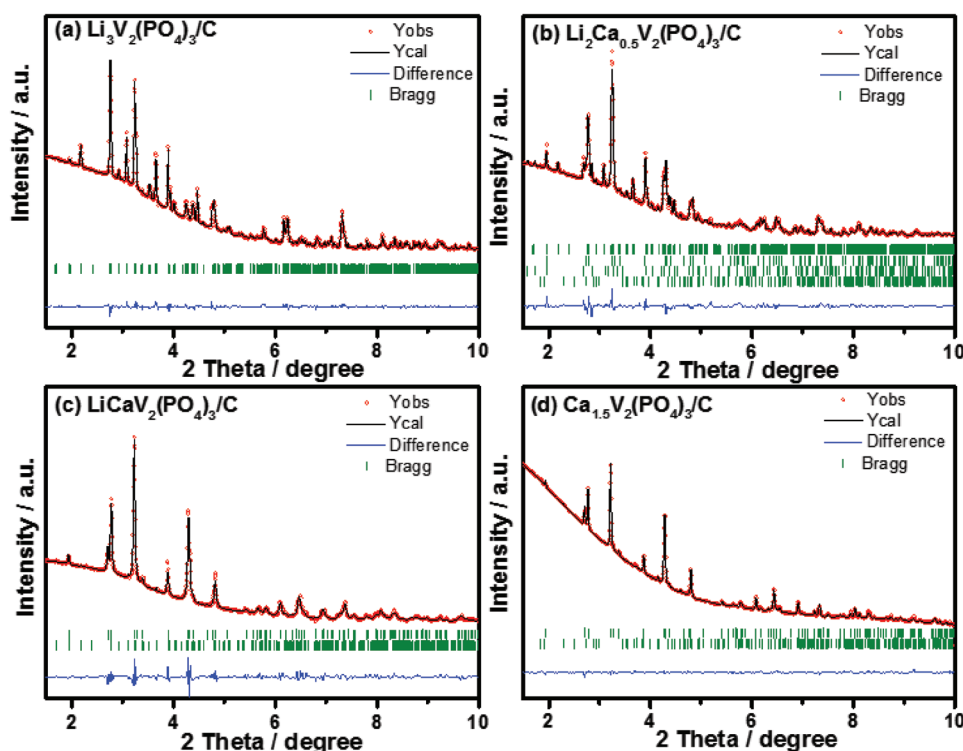 (a) Li₃V₂(PO₄)₃/C
Yobs
Ycal
Difference
Bragg
Intensity / a.u.
2 4 6 8 10
2 Theta / degree
(b) Li₂Ca₀.₅V₂(PO₄)₃/C
Yobs
Ycal
Difference
Bragg
Intensity / a.u.
2 4 6 8 10
2 Theta / degree
(c) LiCaV₂(PO₄)₃/C
Yobs
Ycal
Difference
Bragg
Intensity / a.u.
2 4 6 8 10
2 Theta / degree
(d) Ca₁.₅V₂(PO₄)₃/C
Yobs
Ycal
Difference
Bragg
Intensity / a.u.
2 4 6 8 10
2 Theta / degree